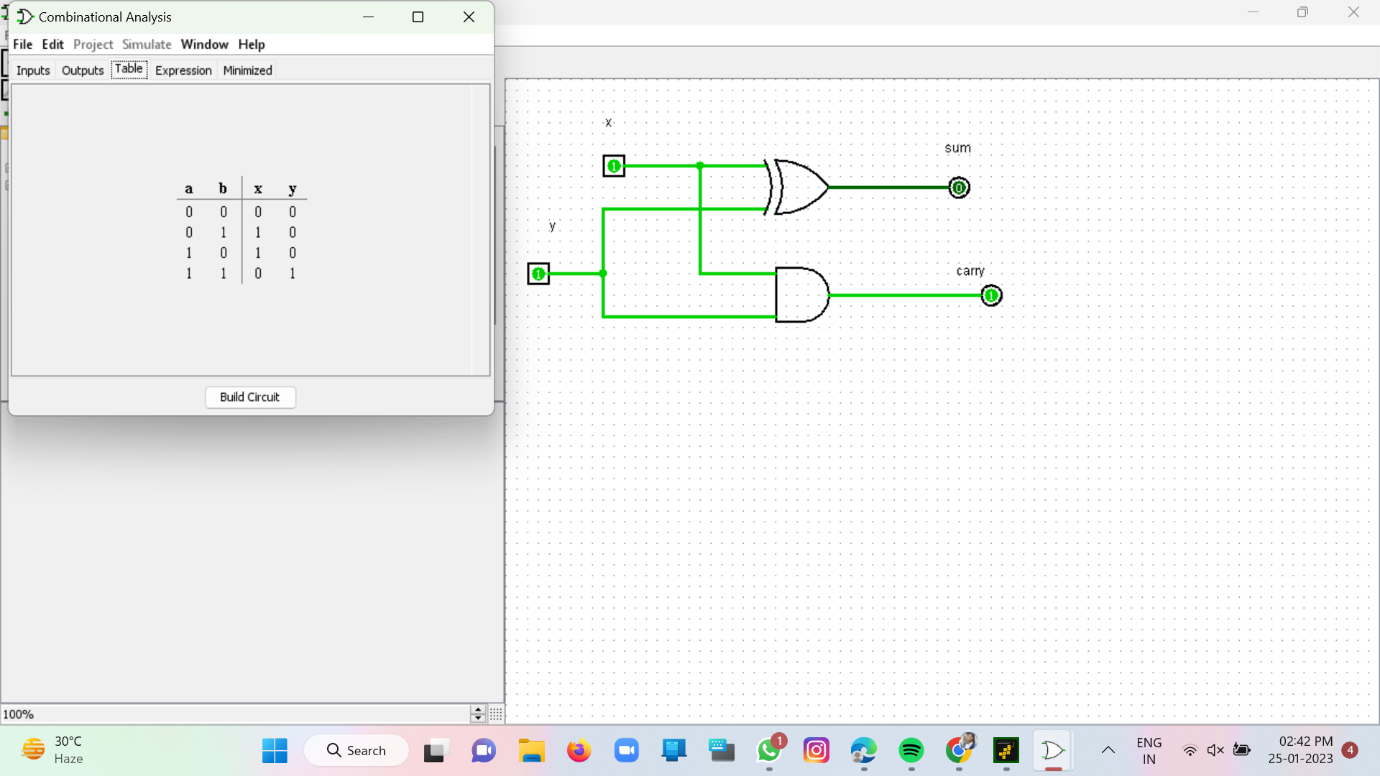 Combinational Analysis
File Edit Project Simulate Window Help
Inputs Outputs Table Expression Minimized
a b x y
0 0 0 0
0 1 1 0
1 0 1 0
1 1 0 1
Build Circuit
x
1
sum
0
y
1
carry
1
100%
30°C
Haze
Search
1
ENG
IN
02:42 PM
25-01-2023
4